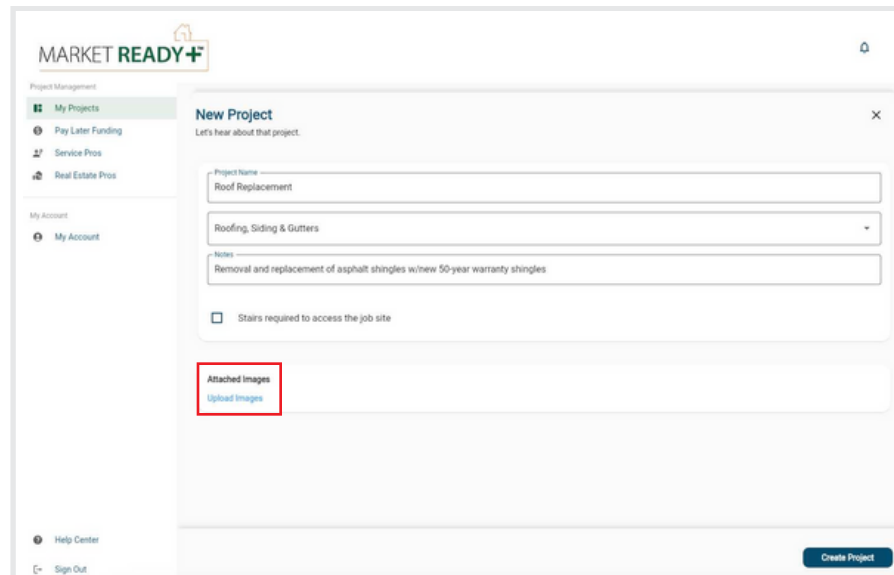 MARKET READY+
Project Management
My Projects
Pay Later Funding
Service Pros
Real Estate Pros
My Account
My Account
Help Center
Sign Out
New Project
Let's hear about that project.
Project Name
Roof Replacement
Roofing, Siding & Gutters
Notes
Removal and replacement of asphalt shingles w/new 50-year warranty shingles
Stairs required to access the job site
Attached Images
Upload Images
Create Project